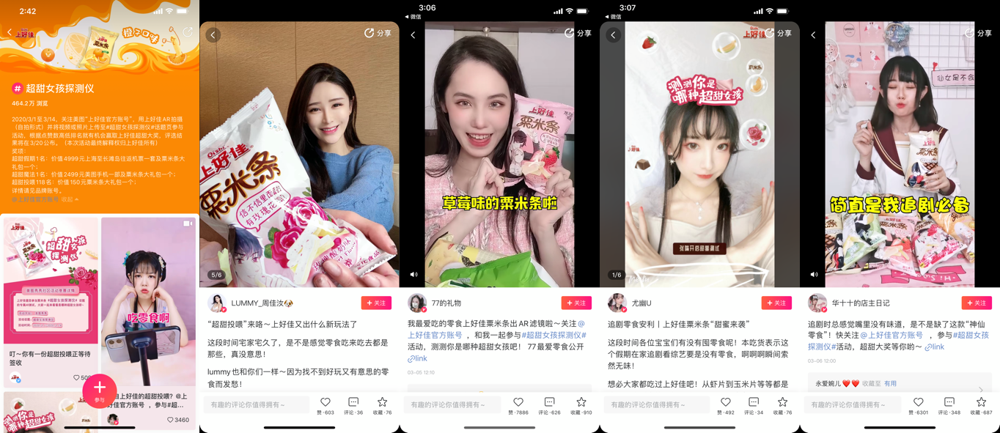 2:42
上好佳
橙子口味
# 超甜女孩探测仪
464.2万 浏览
2020/3/1至3/14，关注美图“上好佳官方账号”，用上好佳AR拍摄
（自拍形式）并将视频或照片上传至#超甜女孩探测仪#话题页参与
活动，根据点赞数高低排名就有机会赢取上好佳超甜大奖，评选结
果将在3/20公布。（本次活动最终解释权归上好佳所有）
奖项：
超甜假期1名：价值4999元上海至长滩岛往返机票一套及粟米条大
礼包一个；
超甜魔法1名：价值2499元美图手机一部及粟米条大礼包一个；
超甜投喂118名：价值150元粟米条大礼包一个；
详情请见品牌账号。
@上好佳官方账号 收起
上好佳
粟米条
超甜女孩
探测仪
叮～你有一份超甜投喂正等待
签收
吃零食啊
自上好佳的超甜投喂？@上
好佳官方账号 ，参与#超...
3460
参与
分享
Oishi
上好佳
粟米条
信不信里面
有玫瑰花
5/6
LUMMY_周佳汝🐶
+ 关注
“超甜投喂”来咯～上好佳又出什么新玩法了
这段时间宅家宅久了，是不是感觉零食吃来吃去都是
那些，真没意思！
lummy也和你们一样～因为找不到好玩又有意思的零
食而发愁！
有趣的评论你值得拥有～
赞·603
评论·36
收藏·76
3:06
微信
分享
上好佳
粟米条
草莓味的粟米条啦
77的礼物
+ 关注
我最爱吃的零食上好佳粟米条出AR滤镜啦～关注@
上好佳官方账号 ，和我一起参与#超甜女孩探测仪#
活动，测测你是哪种超甜女孩吧！ 77最爱零食公开
link
03-05 12:10
有趣的评论你值得拥有～
赞·7886
评论·626
收藏·910
3:07
微信
上好佳
分享
测测你是
哪种超甜女孩
张嘴开启甜量测试
1/6
尤幽U
+ 关注
追剧零食安利丨上好佳粟米条“甜蜜来袭”
这段时间各位宝宝们有没有囤零食呢！本吃货表示这
个假期在家追剧看综艺要是没有零食，啊啊啊瞬间索
然无味！
想必大家都吃过上好佳吧！从虾片到玉米片等等都是
有趣的评论你值得拥有～
赞·492
评论·34
收藏·76
分享
仙女是不会
粟米条
简直是我追剧必备
华十十的店主日记
+ 关注
追剧时总感觉嘴里没有味道，是不是缺了这款“神仙
零食”！快关注@上好佳官方账号 ，参与#超甜女孩
探测仪#活动，超甜大奖等你哟～ link
03-06 12:00
永爱婉儿❤️❤️ 收藏至 有用
有趣的评论你值得拥有～
赞·6301
评论·348
收藏·687